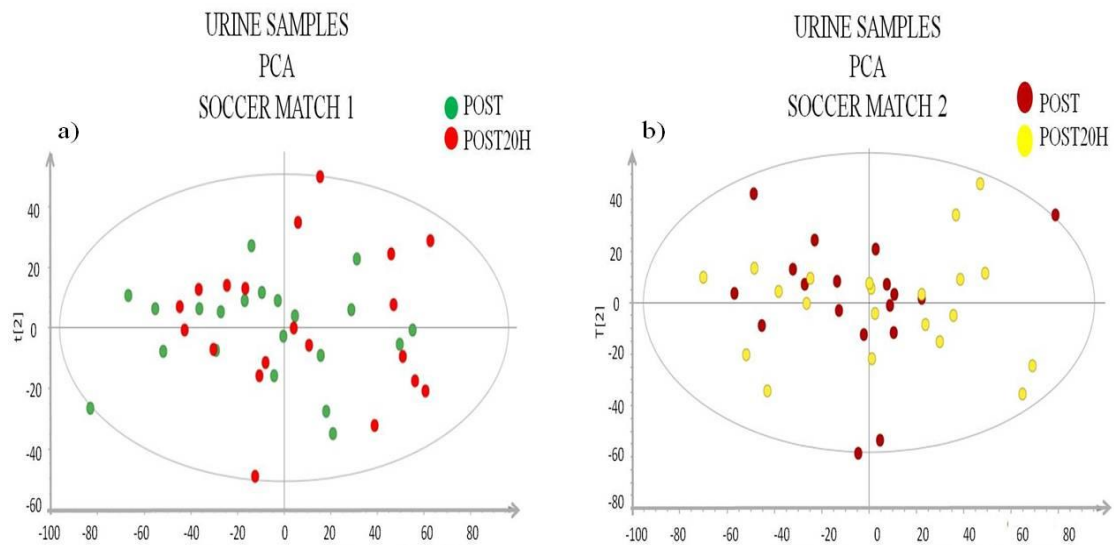 URINE SAMPLES
PCA
SOCCER MATCH 1
POST
POST20H
a)
t[2]
40
20
0
-20
-40
-60
-100 -80 -60 -40 -20 0 20 40 60 80
URINE SAMPLES
PCA
SOCCER MATCH 2
POST
POST20H
b)
T[2]
40
20
0
-20
-40
-60
-80
-100 -80 -60 -40 -20 0 20 40 60 80